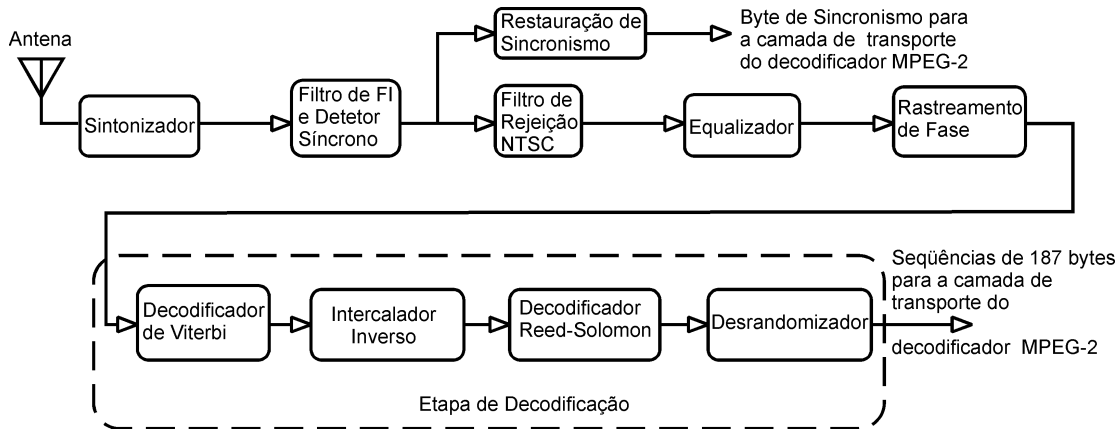 Antena
Sintonizador
Filtro de FI
e Detetor
Síncrono
Restauração de
Sincronismo
Byte de Sincronismo para
a camada de transporte
do decodificador MPEG-2
Filtro de
Rejeição
NTSC
Equalizador
Rastreamento
de Fase
Decodificador
de Viterbi
Intercalador
Inverso
Decodificador
Reed-Solomon
Desrandomizador
Seqüências de 187 bytes
para a camada de
transporte do
decodificador MPEG-2
Etapa de Decodificação